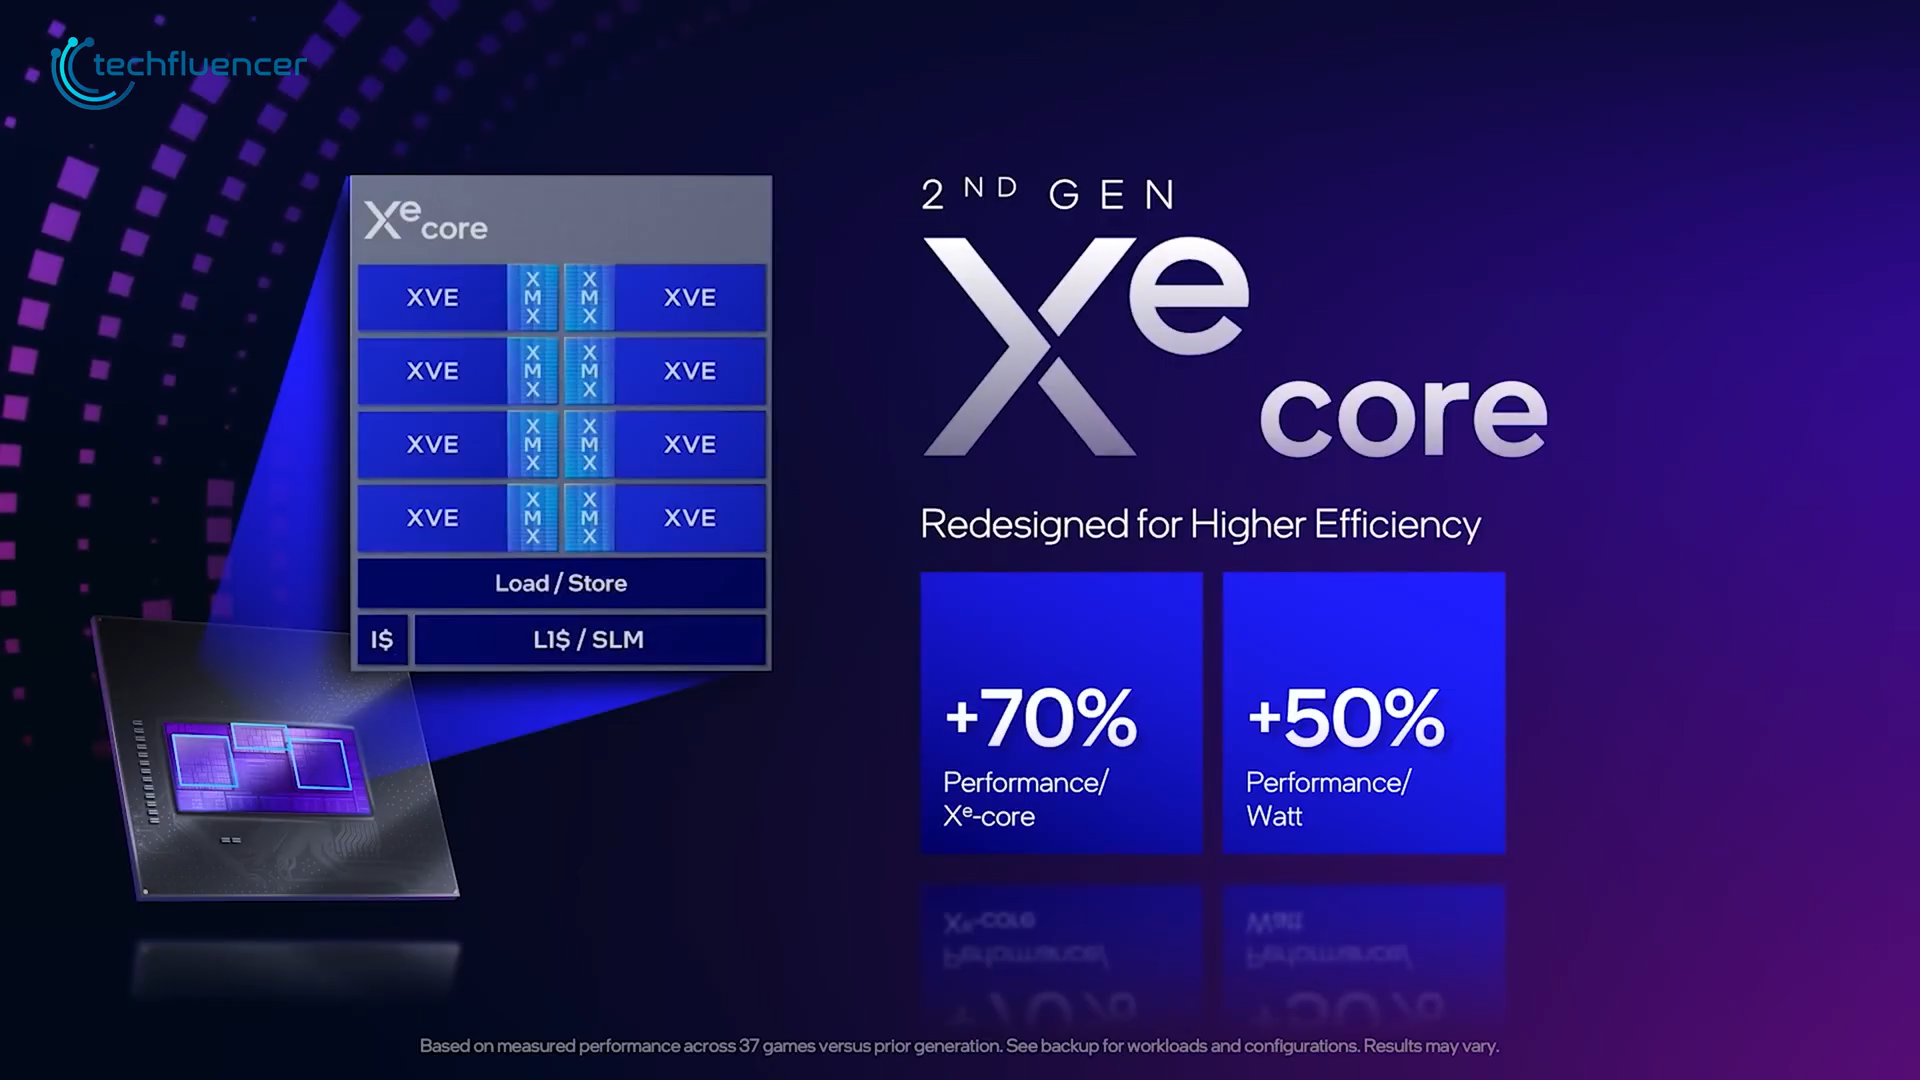 techfluencer
Xe core
XVE XMX XMX XVE
XVE XMX XMX XVE
XVE XMX XMX XVE
XVE XMX XMX XVE
Load / Store
I$ L1$ / SLM
2ND GEN
Xe core
Redesigned for Higher Efficiency
+70%
Performance/
Xe-core
+50%
Performance/
Watt
Based on measured performance across 37 games versus prior generation. See backup for workloads and configurations. Results may vary.